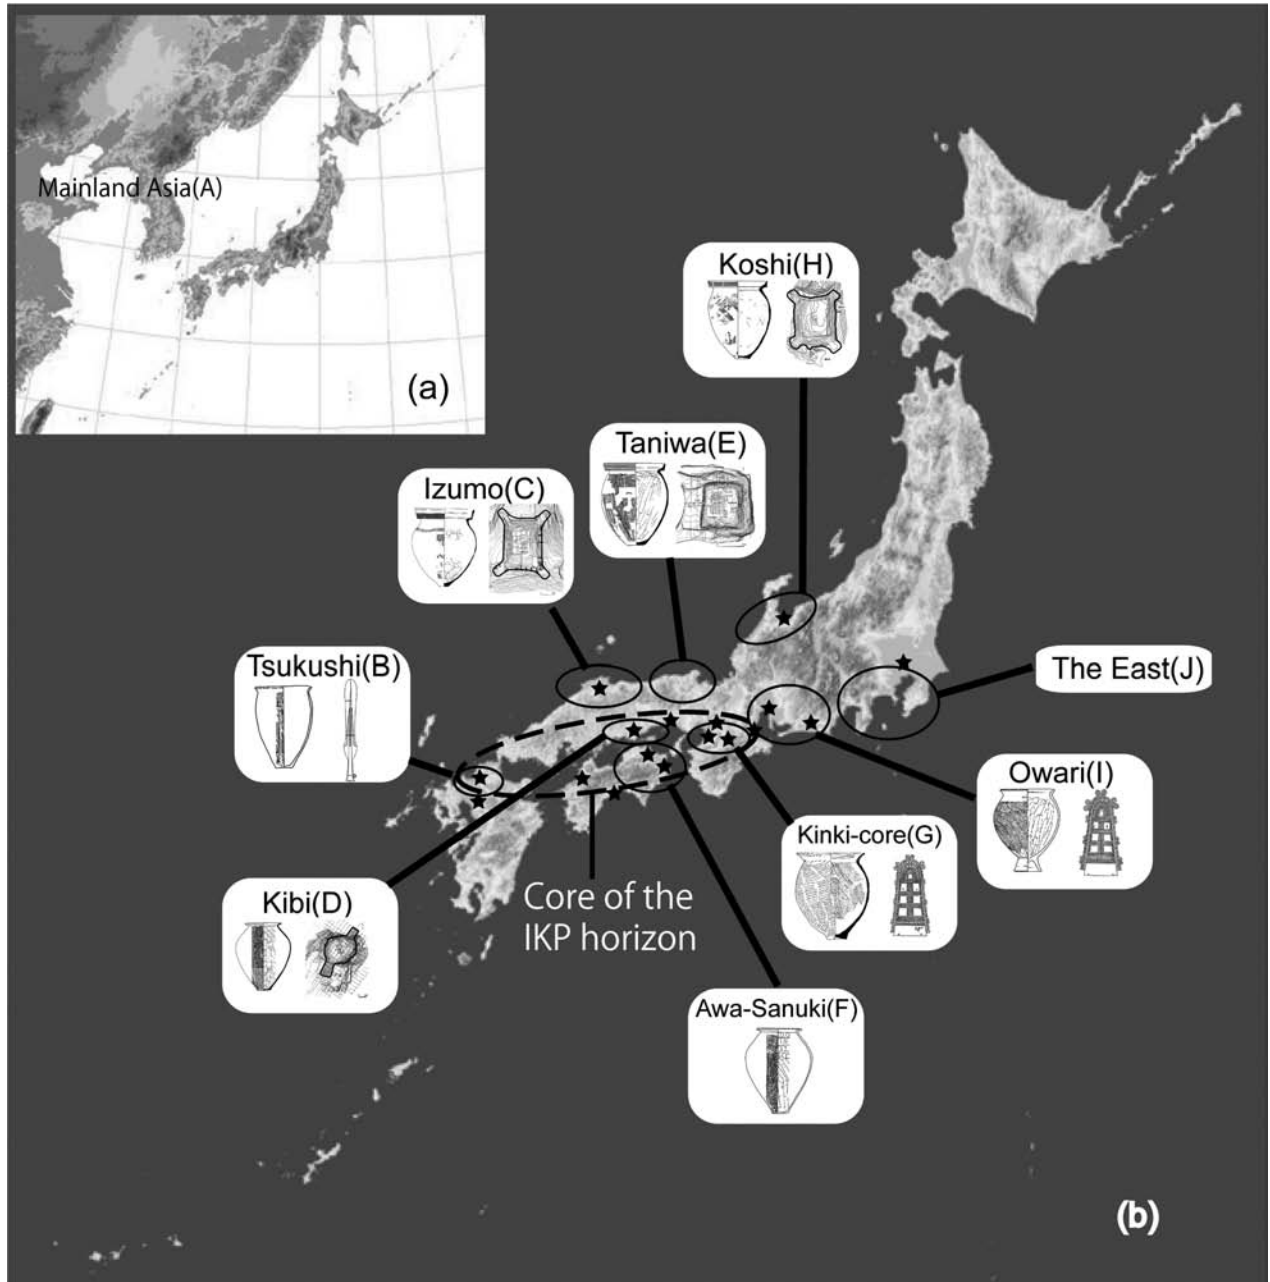 Mainland Asia(A)
(a)
Koshi(H)
Taniwa(E)
Izumo(C)
Tsukushi(B)
The East(J)
Owari(I)
Kinki-core(G)
Kibi(D)
Core of the
IKP horizon
Awa-Sanuki(F)
(b)